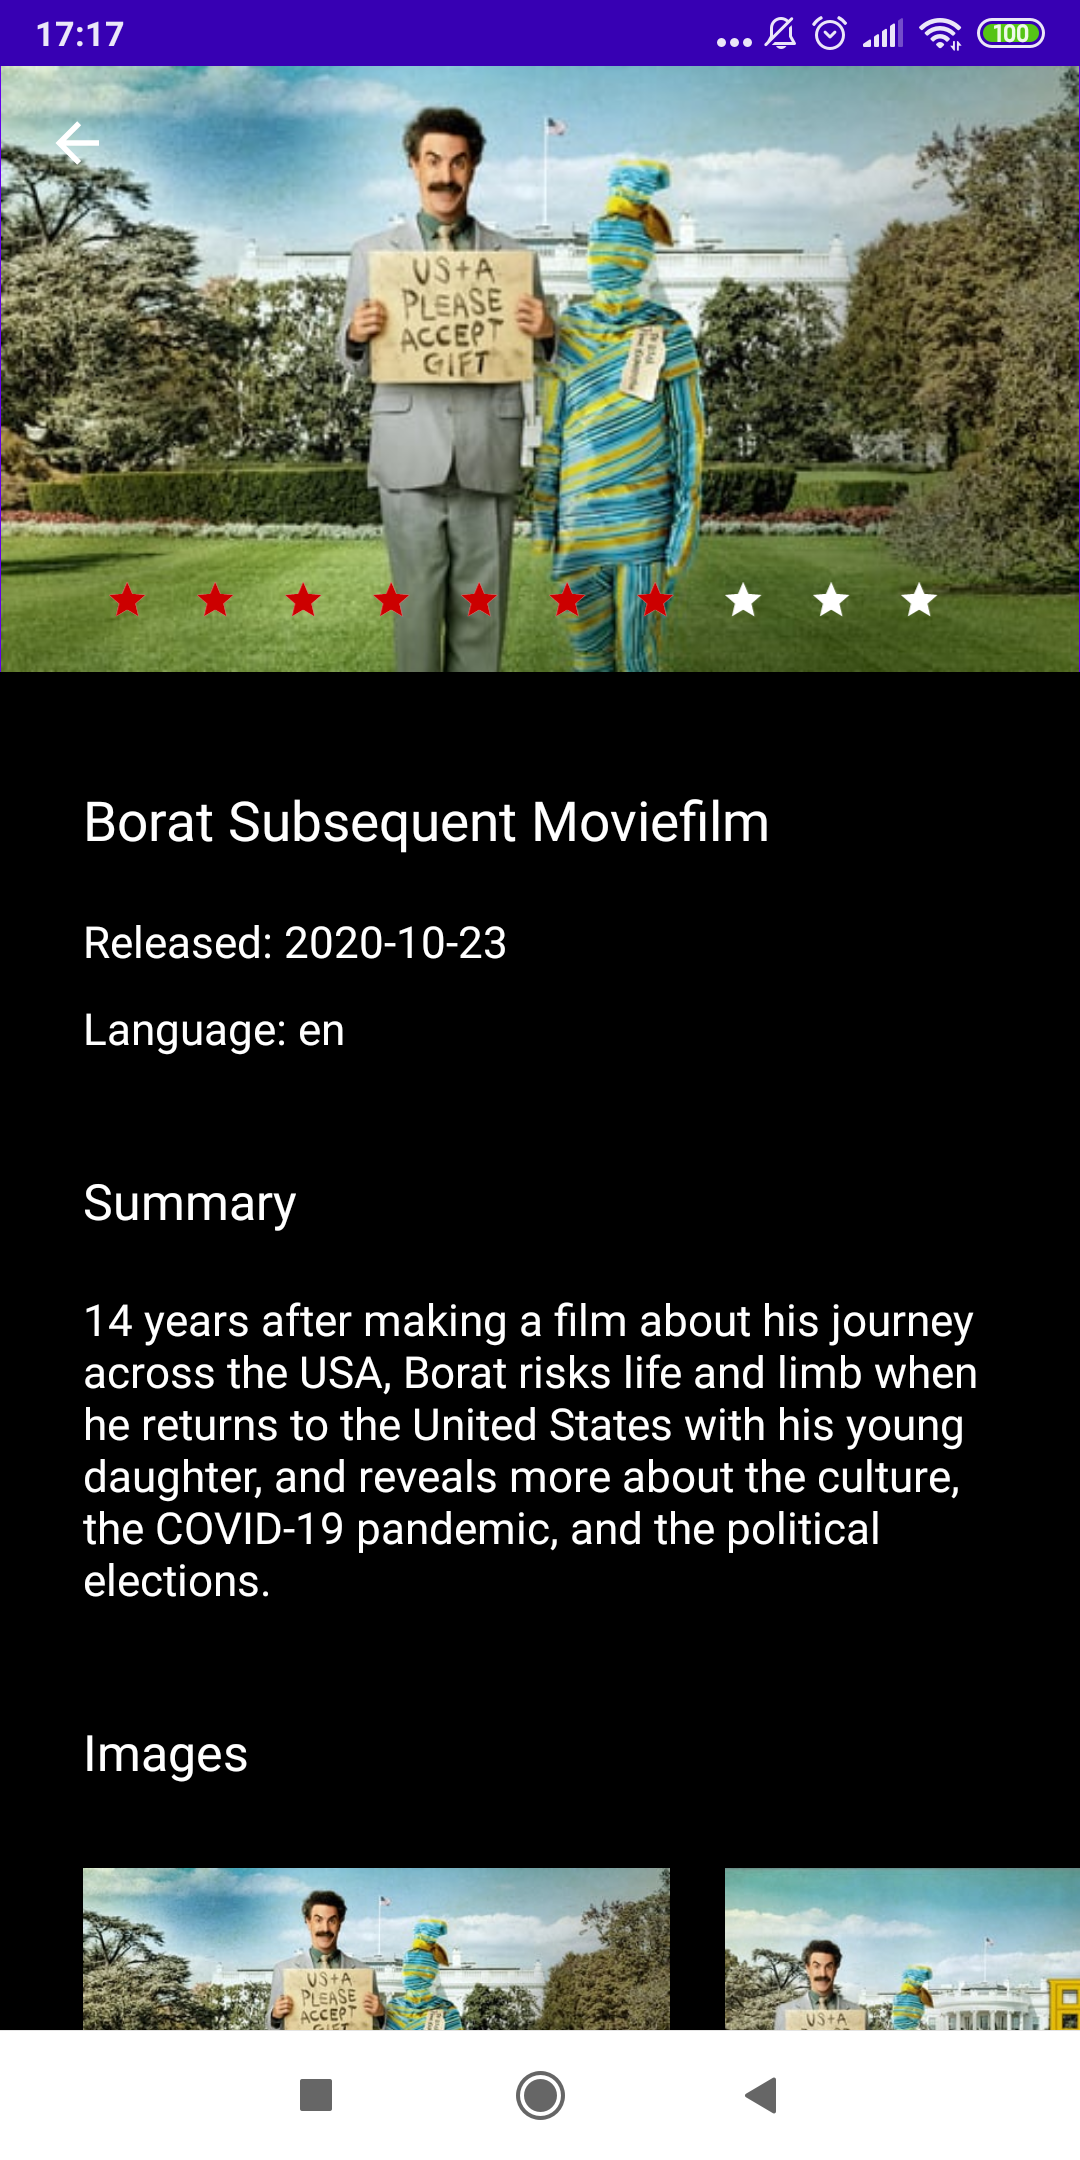 17:17
100
US+A
PLEASE
ACCEPT
GIFT
Borat Subsequent Moviefilm
Released: 2020-10-23
Language: en
Summary
14 years after making a film about his journey
across the USA, Borat risks life and limb when
he returns to the United States with his young
daughter, and reveals more about the culture,
the COVID-19 pandemic, and the political
elections.
Images
US+A
PLEASE
ACCEPT
GIFT
US+A